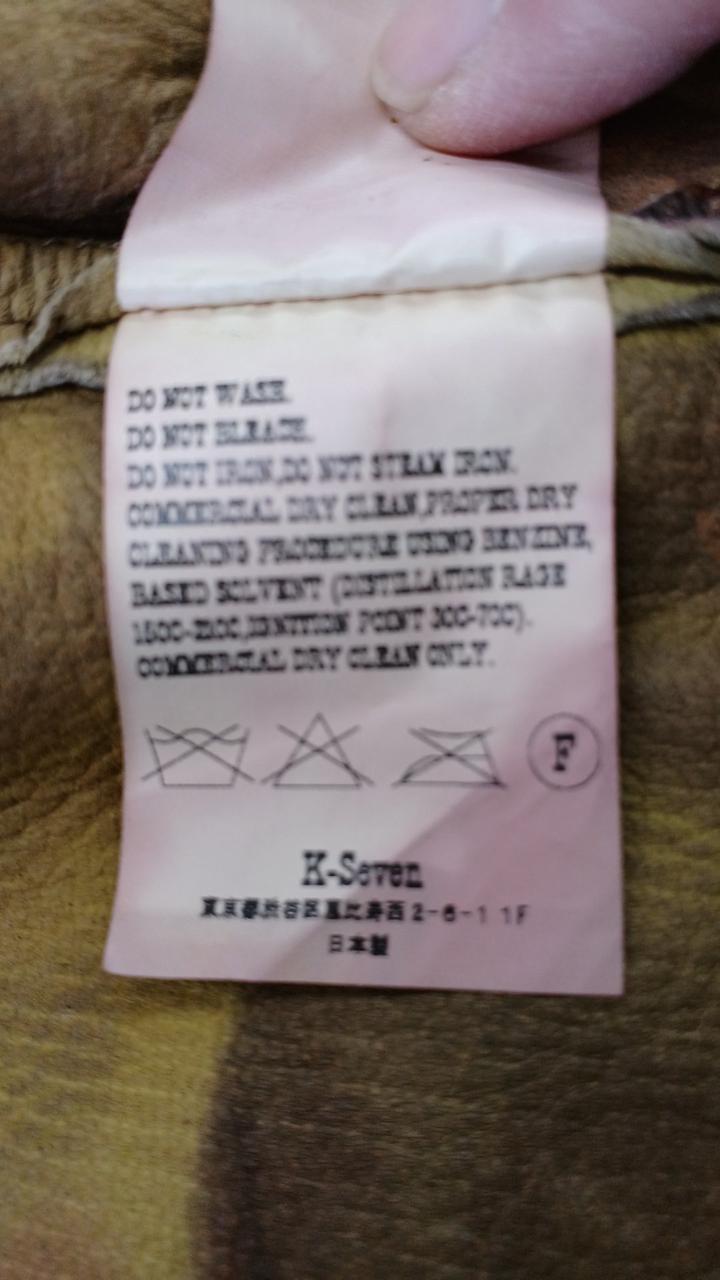 DO NOT WASH.
DO NOT BLEACH.
DO NOT IRON,DO NOT STEAM IRON.
COMMERCIAL DRY CLEAN,PROPER DRY
CLEANING PROCEDURE USING BENZINE,
BASED SOLVENT (DISTILLATION RAGE
150C-210C,IGNITION POINT 30C-70C).
COMMERCIAL DRY CLEAN ONLY.
F
K-Seven
東京都渋谷区恵比寿西2-6-1 1F
日本製